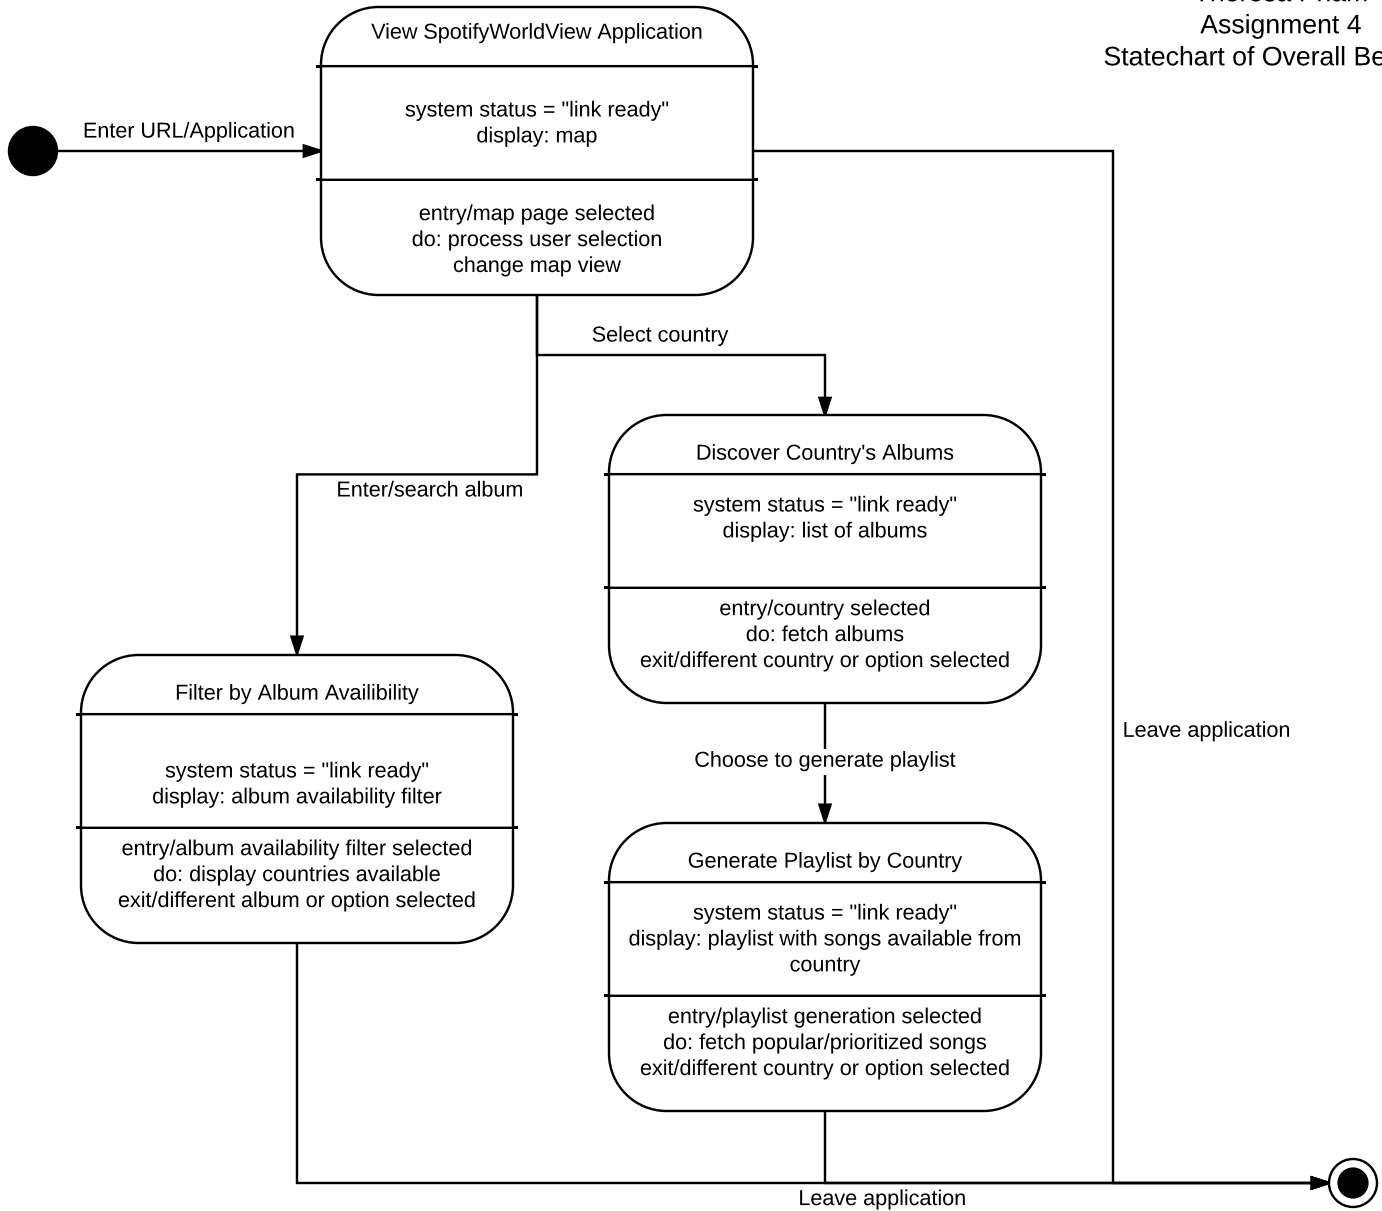 Assignment 4
Statechart of Overall
View SpotifyWorldView Application
system status = "link ready"
display: map
entry/map page selected
do: process user selection
change map view
Enter URL/Application
Select country
Enter/search album
Discover Country's Albums
system status = "link ready"
display: list of albums
entry/country selected
do: fetch albums
exit/different country or option selected
Filter by Album Availibility
system status = "link ready"
display: album availability filter
entry/album availability filter selected
do: display countries available
exit/different album or option selected
Choose to generate playlist
Leave application
Generate Playlist by Country
system status = "link ready"
display: playlist with songs available from
country
entry/playlist generation selected
do: fetch popular/prioritized songs
exit/different country or option selected
Leave application